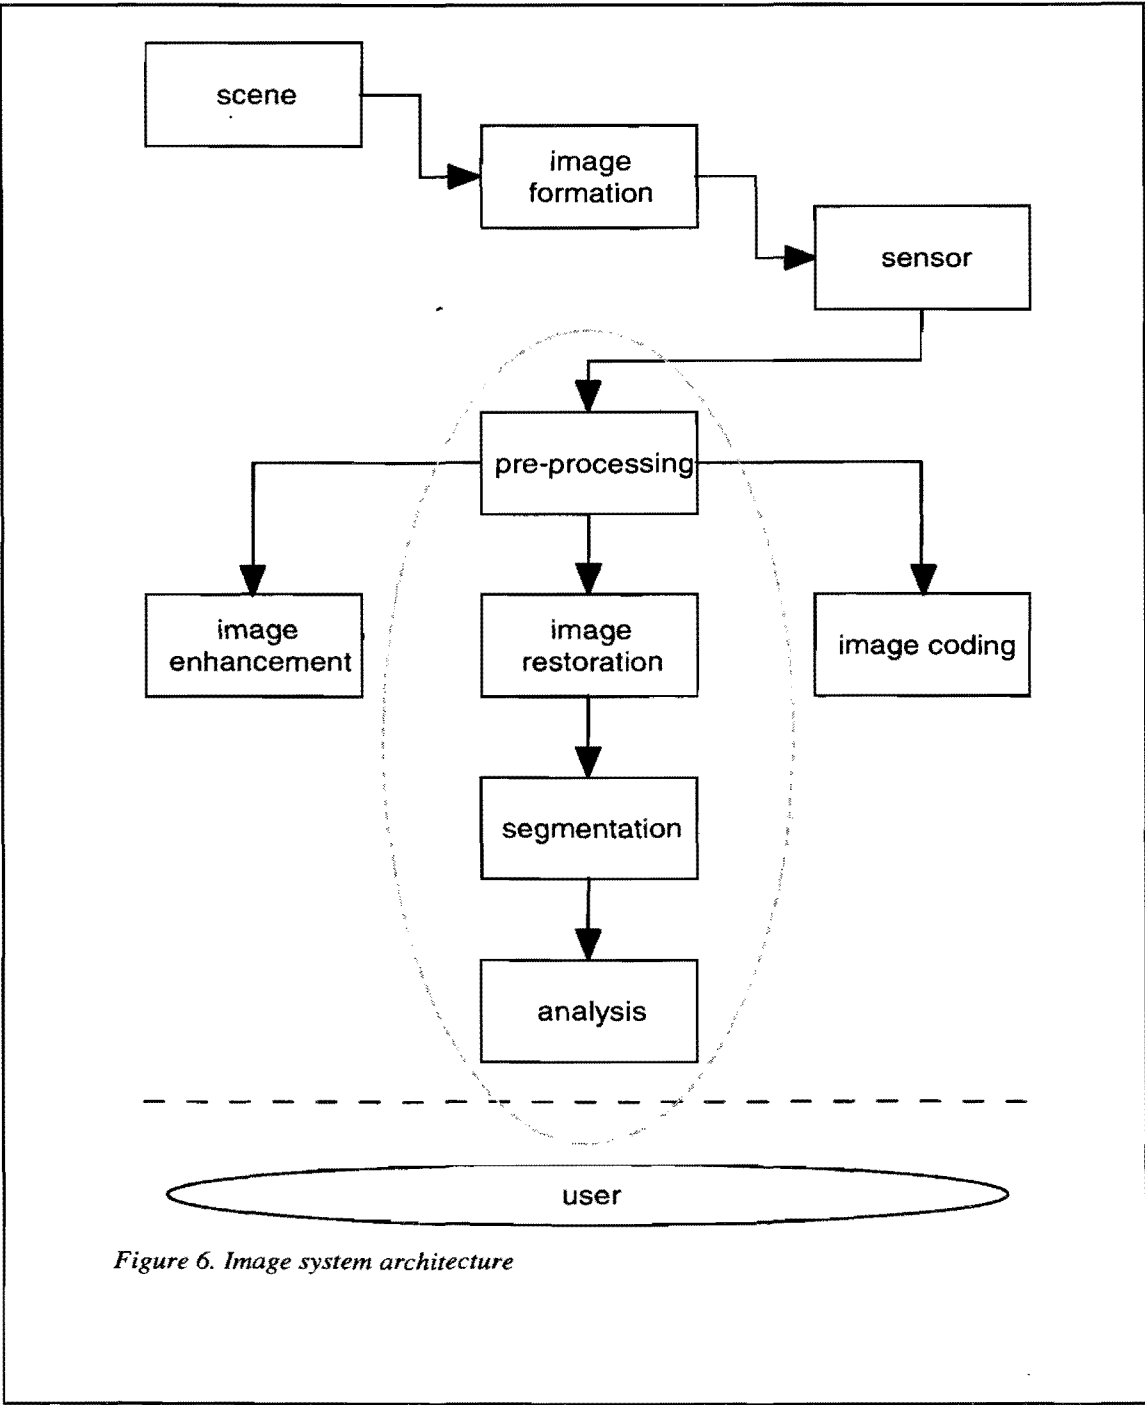 scene
image
formation
sensor
pre-processing
image
enhancement
image
restoration
image coding
segmentation
analysis
user
Figure 6. Image system architecture